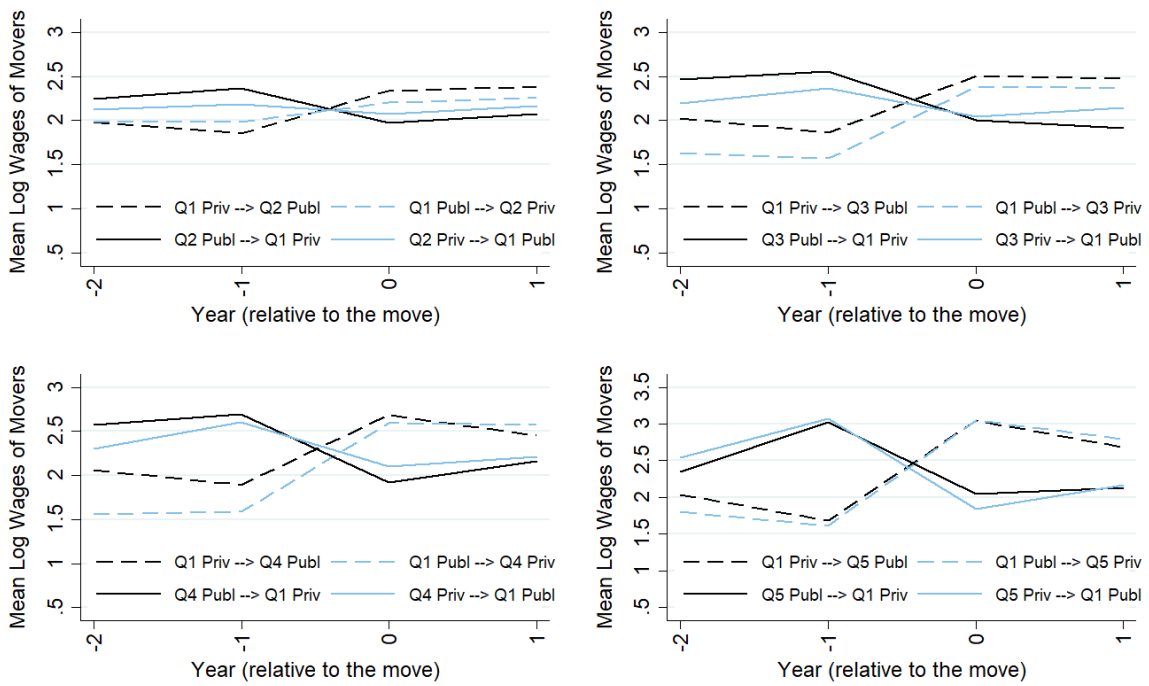 Mean Log Wages of Movers
3
2.5
2
1.5
1
.5
Q1 Priv --> Q2 Publ
Q1 Publ --> Q2 Priv
Q2 Publ --> Q1 Priv
Q2 Priv --> Q1 Publ
-2
-1
0
1
Year (relative to the move)
Mean Log Wages of Movers
3
2.5
2
1.5
1
.5
Q1 Priv --> Q3 Publ
Q1 Publ --> Q3 Priv
Q3 Publ --> Q1 Priv
Q3 Priv --> Q1 Publ
-2
-1
0
1
Year (relative to the move)
Mean Log Wages of Movers
3
2.5
2
1.5
1
.5
Q1 Priv --> Q4 Publ
Q1 Publ --> Q4 Priv
Q4 Publ --> Q1 Priv
Q4 Priv --> Q1 Publ
-2
-1
0
1
Year (relative to the move)
Mean Log Wages of Movers
3.5
3
2.5
2
1.5
1
.5
Q1 Priv --> Q5 Publ
Q1 Publ --> Q5 Priv
Q5 Publ --> Q1 Priv
Q5 Priv --> Q1 Publ
-2
-1
0
1
Year (relative to the move)